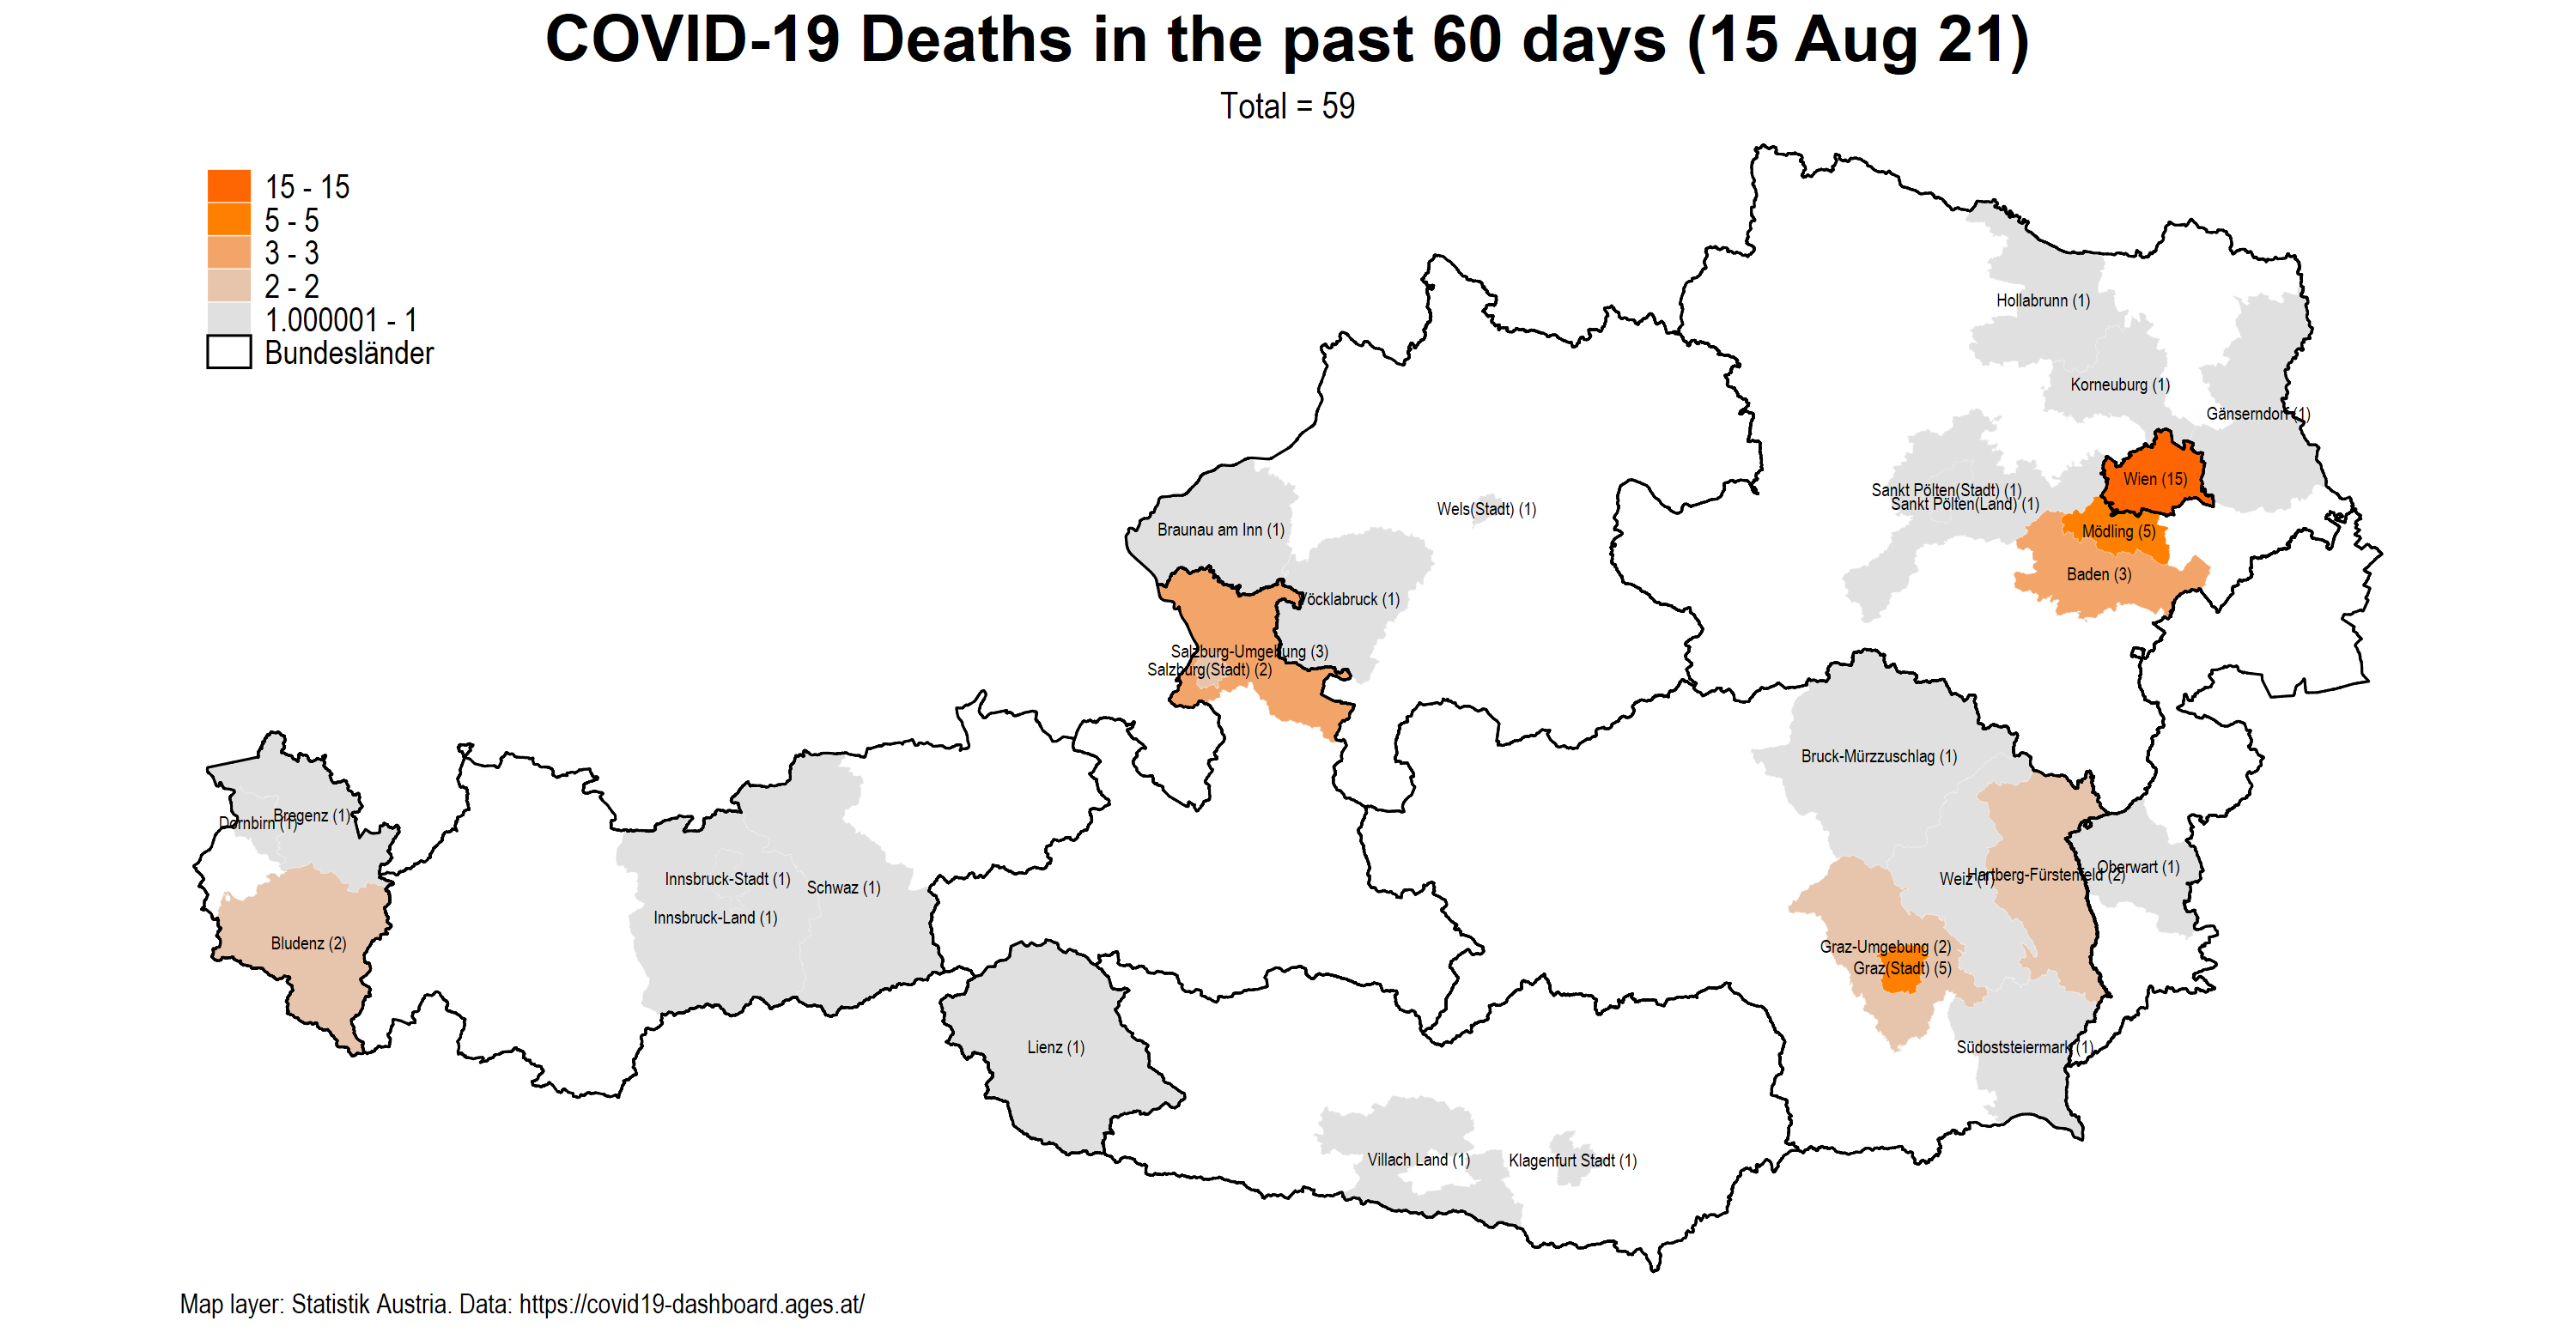 COVID-19 Deaths in the past 60 days (15 Aug 21)
Total = 59
15 - 15
5 - 5
3 - 3
2 - 2
1.000001 - 1
Bundesländer
Hollabrunn (1)
Korneuburg (1)
Gänserndorf (1)
Wien (15)
Sankt Pölten(Stadt) (1)
Sankt Pölten(Land) (1)
Mödling (5)
Baden (3)
Wels(Stadt) (1)
Braunau am Inn (1)
Vöcklabruck (1)
Salzburg-Umgebung (3)
Salzburg(Stadt) (2)
Bruck-Mürzzuschlag (1)
Bregenz (1)
Dornbirn (1)
Bludenz (2)
Innsbruck-Stadt (1)
Schwaz (1)
Innsbruck-Land (1)
Weiz (1)
Hartberg-Fürstenfeld (2)
Oberwart (1)
Graz-Umgebung (2)
Graz(Stadt) (5)
Südoststeiermark (1)
Lienz (1)
Villach Land (1)
Klagenfurt Stadt (1)
Map layer: Statistik Austria. Data: https://covid19-dashboard.ages.at/